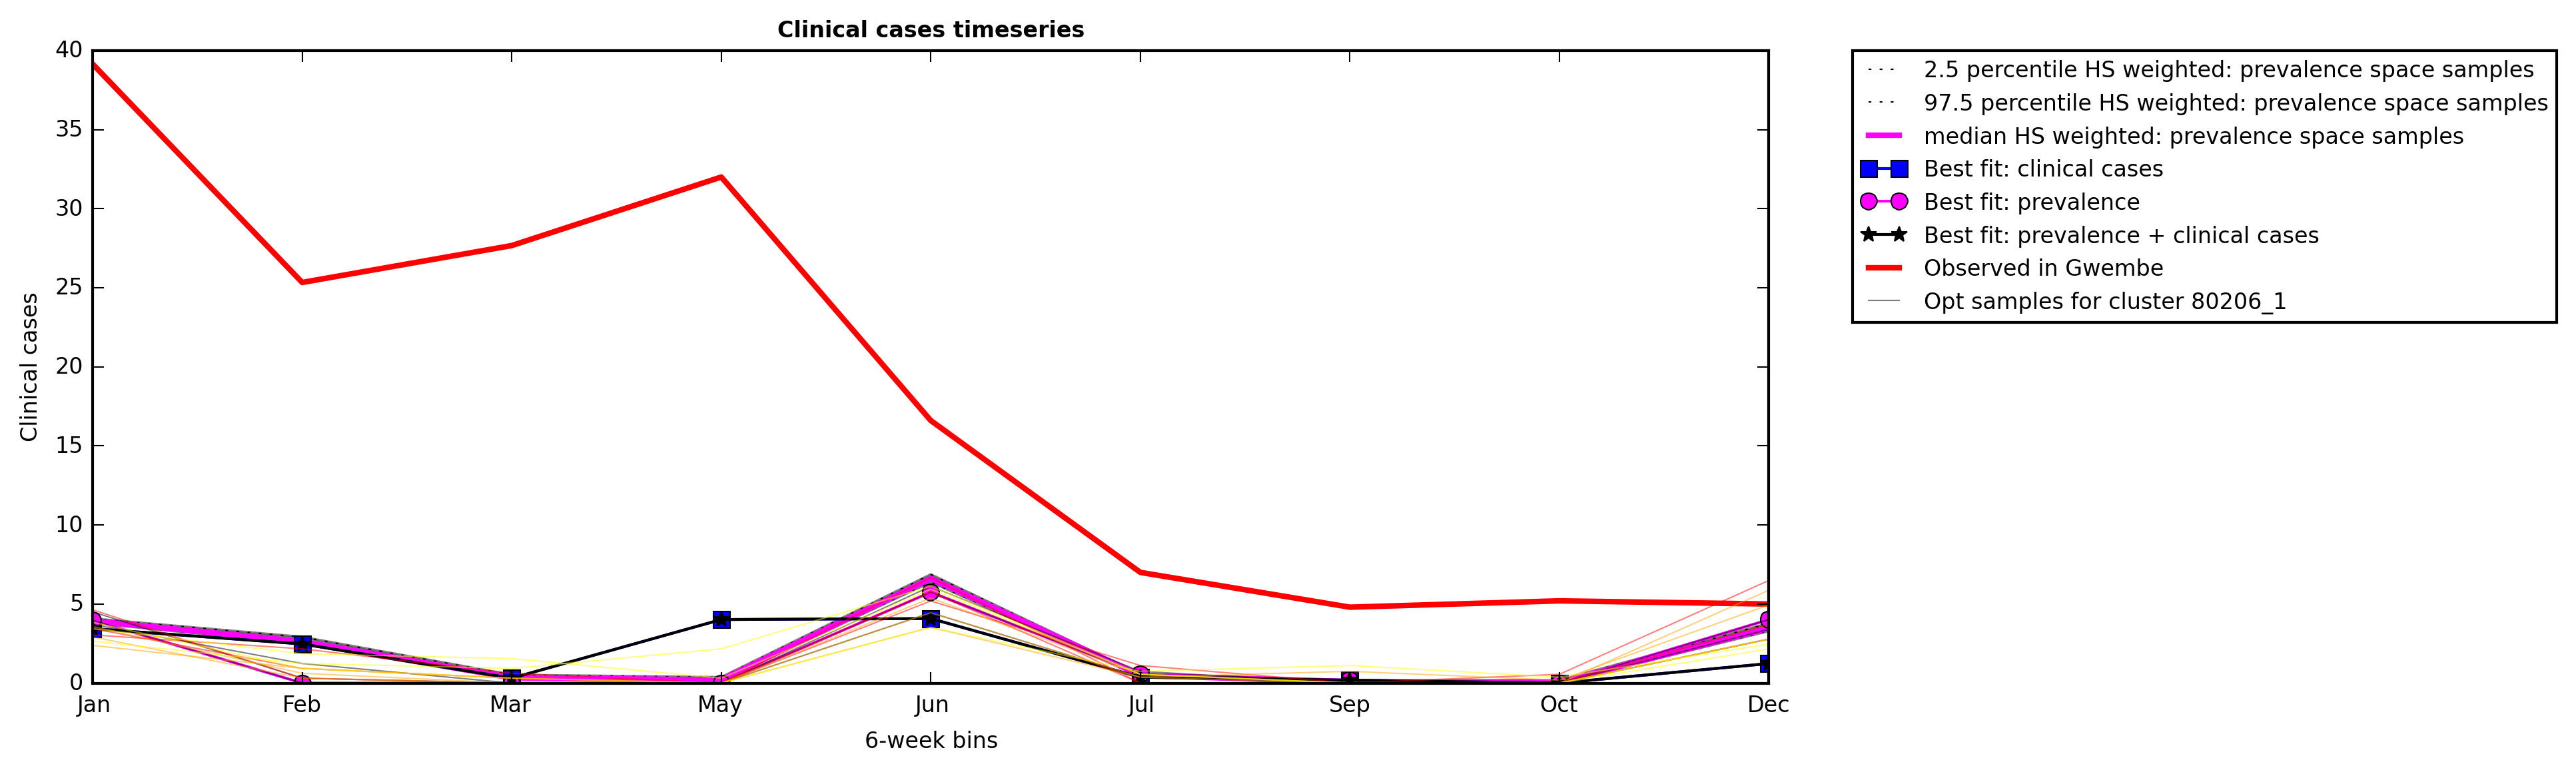 Clinical cases timeseries
40
35
30
25
20
15
10
5
0
Clinical cases
Jan Feb Mar May Jun Jul Sep Oct Dec
6-week bins
2.5 percentile HS weighted: prevalence space samples
97.5 percentile HS weighted: prevalence space samples
median HS weighted: prevalence space samples
Best fit: clinical cases
Best fit: prevalence
Best fit: prevalence + clinical cases
Observed in Gwembe
Opt samples for cluster 80206_1